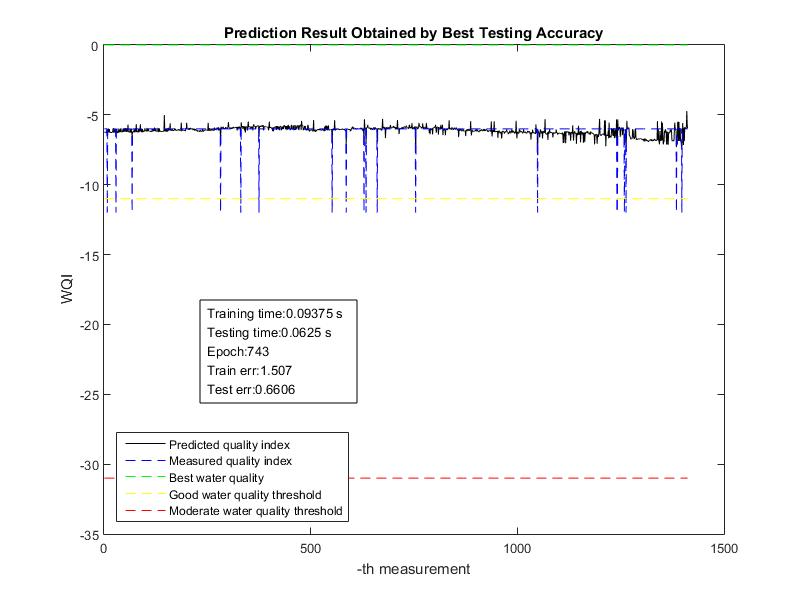 Prediction Result Obtained by Best Testing Accuracy
0
-5
-10
-15
-20
-25
-30
-35
WQI
Training time:0.09375 s
Testing time:0.0625 s
Epoch:743
Train err:1.507
Test err:0.6606
Predicted quality index
Measured quality index
Best water quality
Good water quality threshold
Moderate water quality threshold
0 500 1000 1500
-th measurement